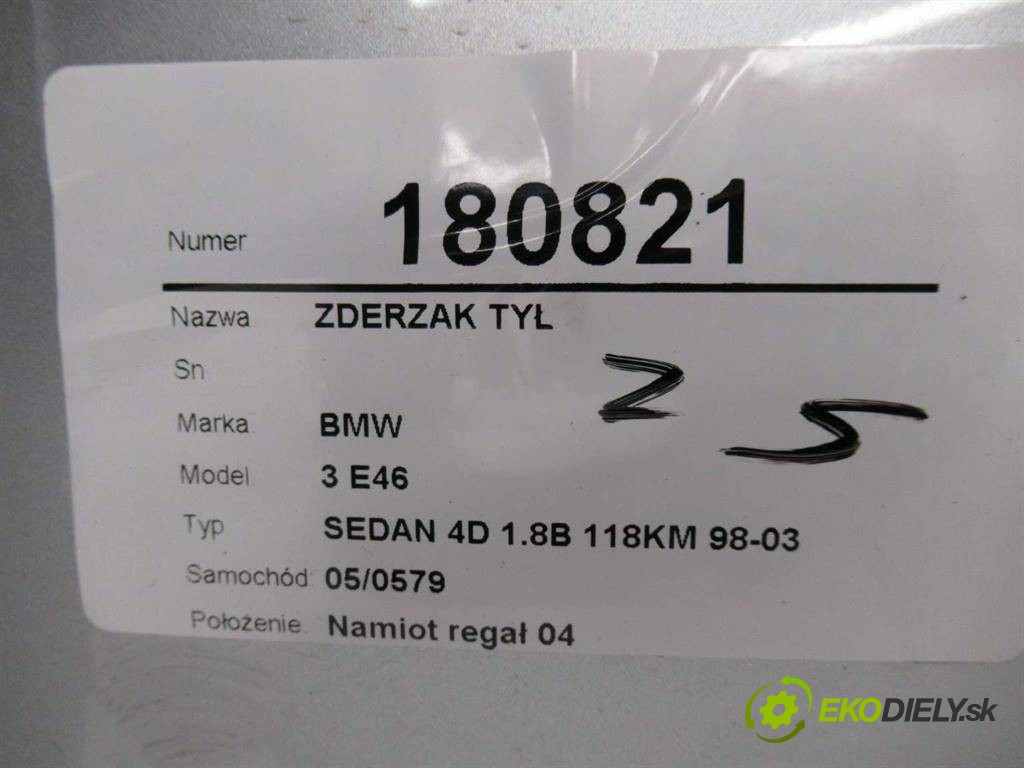 Numer 180821
Nazwa ZDERZAK TYŁ
Sn
Marka BMW
Model 3 E46
Typ SEDAN 4D 1.8B 118KM 98-03
Samochód 05/0579
Położenie Namiot regał 04
EKODIELY.sk